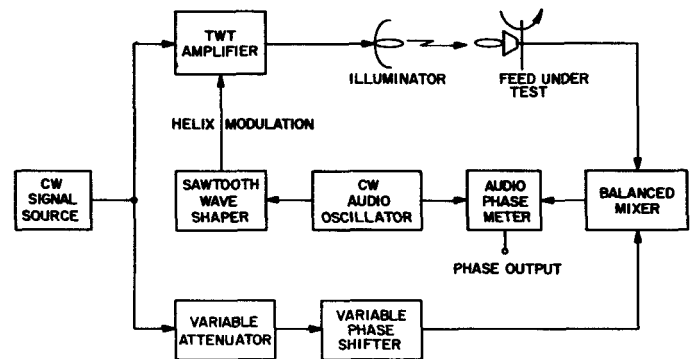 TWT
AMPLIFIER
ILLUMINATOR
FEED UNDER
TEST
HELIX MODULATION
CW
SIGNAL
SOURCE
SAWTOOTH
WAVE
SHAPER
CW
AUDIO
OSCILLATOR
AUDIO
PHASE
METER
BALANCED
MIXER
PHASE OUTPUT
VARIABLE
ATTENUATOR
VARIABLE
PHASE
SHIFTER